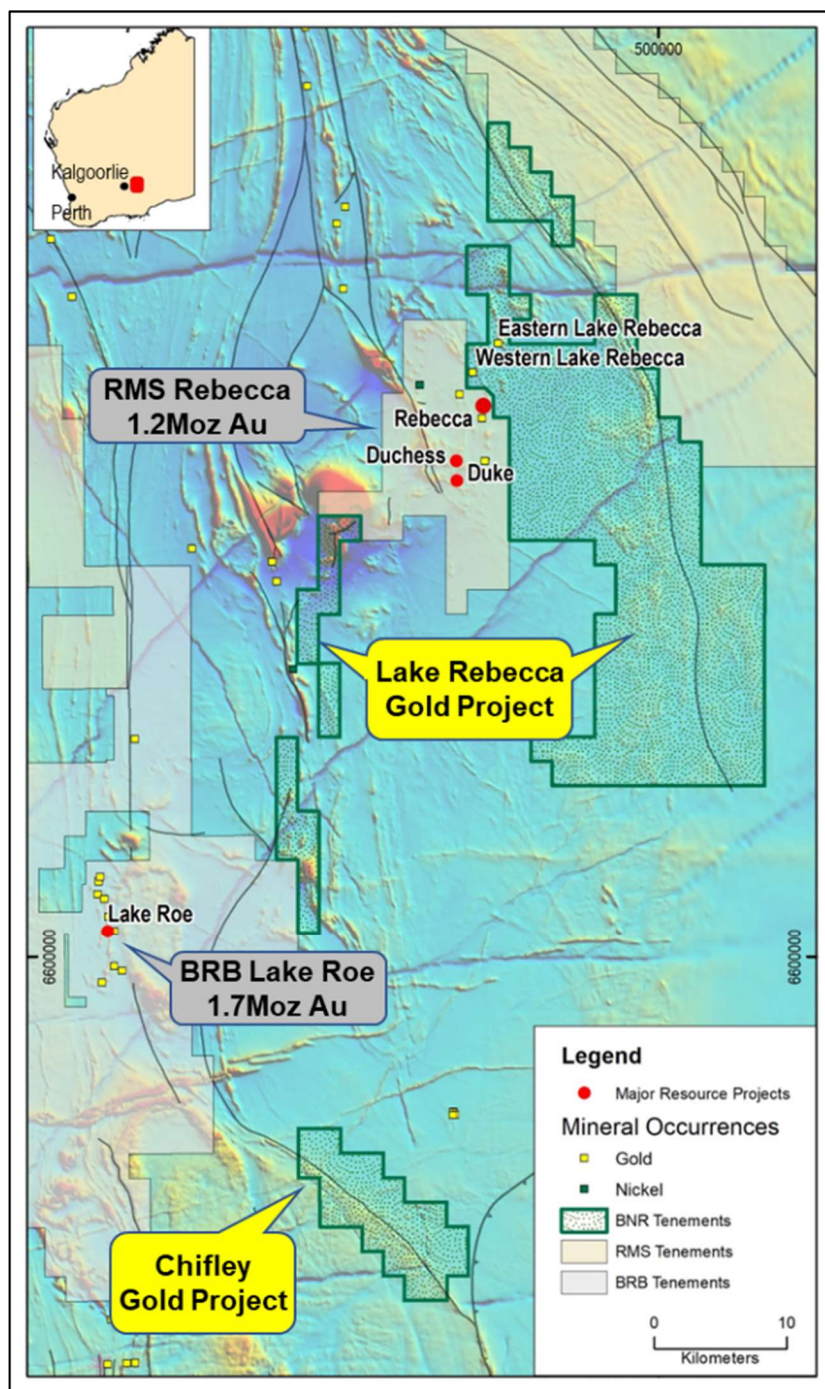 500000
Kalgoorlie
Perth
Eastern Lake Rebecca
Western Lake Rebecca
RMS Rebecca
1.2Moz Au
Rebecca
Duchess
Duke
Lake Rebecca
Gold Project
Lake Roe
6600000
6600000
BRB Lake Roe
1.7Moz Au
Legend
Major Resource Projects
Mineral Occurrences
Gold
Nickel
BNR Tenements
RMS Tenements
BRB Tenements
0 10
Kilometers
Chifley
Gold Project